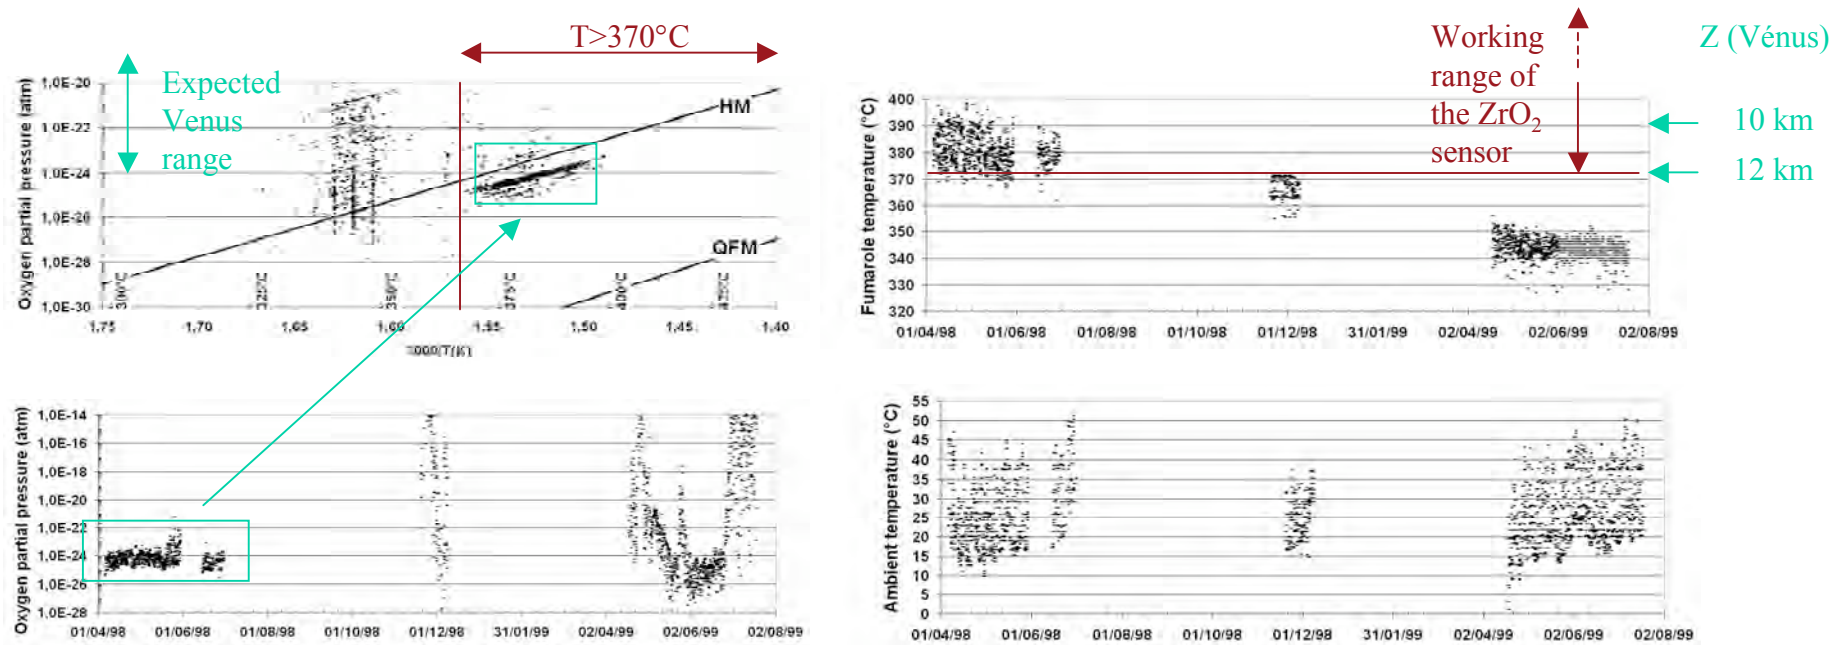 T>370°C
Expected
Venus
range
Oxygen partial pressure (atm)
1,0E-20
1,0E-22
1,0E-24
1,0E-26
1,0E-28
1,0E-30
HM
QFM
300°C
325°C
350°C
375°C
400°C
425°C
1,75
1,70
1,65
1,60
1,55
1,50
1,45
1,40
1000/T(K)
Working
range of
the ZrO2
sensor
Z (Vénus)
10 km
12 km
Fumarole temperature (°C)
400
390
380
370
360
350
340
330
320
01/04/98
01/06/98
01/08/98
01/10/98
01/12/98
31/01/99
02/04/99
02/06/99
02/08/99
Oxygen partial pressure (atm)
1,0E-14
1,0E-16
1,0E-18
1,0E-20
1,0E-22
1,0E-24
1,0E-26
1,0E-28
01/04/98
01/06/98
01/08/98
01/10/98
01/12/98
31/01/99
02/04/99
02/06/99
02/08/99
Ambient temperature (°C)
55
50
45
40
35
30
25
20
15
10
5
0
01/04/98
01/06/98
01/08/98
01/10/98
01/12/98
31/01/99
02/04/99
02/06/99
02/08/99